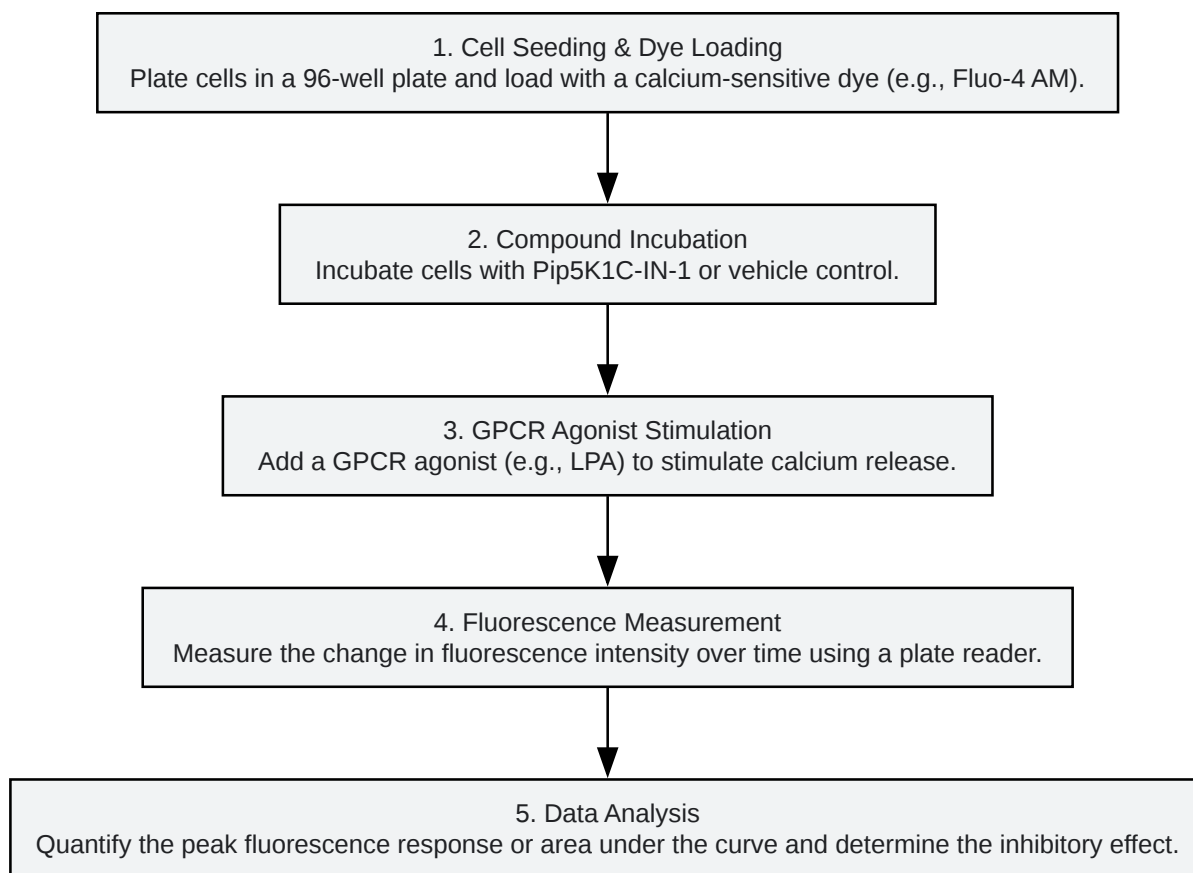 1. Cell Seeding & Dye Loading
Plate cells in a 96-well plate and load with a calcium-sensitive dye (e.g., Fluo-4 AM).
2. Compound Incubation
Incubate cells with Pip5K1C-IN-1 or vehicle control.
3. GPCR Agonist Stimulation
Add a GPCR agonist (e.g., LPA) to stimulate calcium release.
4. Fluorescence Measurement
Measure the change in fluorescence intensity over time using a plate reader.
5. Data Analysis
Quantify the peak fluorescence response or area under the curve and determine the inhibitory effect.